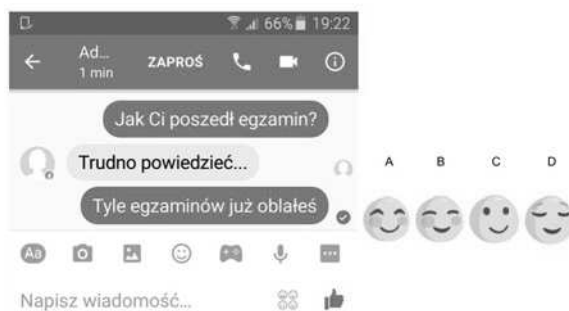 66% 19:22
Ad...
1 min
ZAPROŚ
Jak Ci poszedł egzamin?
Trudno powiedzieć...
Tyle egzaminów już oblałeś
A B C D
Aa
Napisz wiadomość...